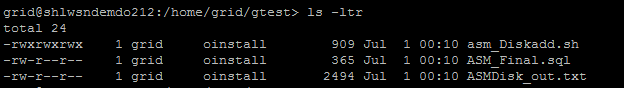 grid@shlwsndemdo212:/home/grid/gtest> ls -ltr
total 24
-rwxrwxrwx    1 grid     oinstall        909 Jul  1 00:10 asm_Diskadd.sh
-rw-r--r--    1 grid     oinstall        365 Jul  1 00:10 ASM_Final.sql
-rw-r--r--    1 grid     oinstall       2494 Jul  1 00:10 ASMDisk_out.txt